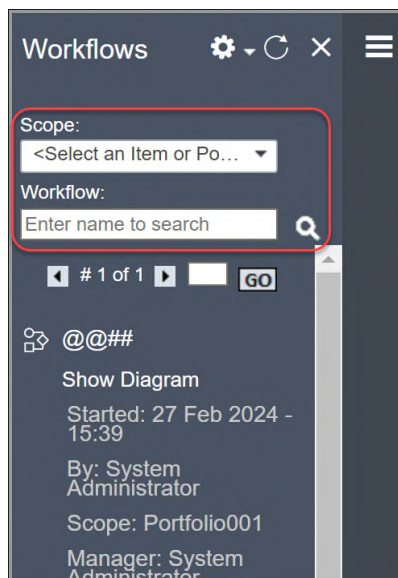 Workflows
Scope:
<Select an Item or Po...
Workflow:
Enter name to search
# 1 of 1
GO
@@##
Show Diagram
Started: 27 Feb 2024 -
15:39
By: System
Administrator
Scope: Portfolio001
Manager: System
Administrator